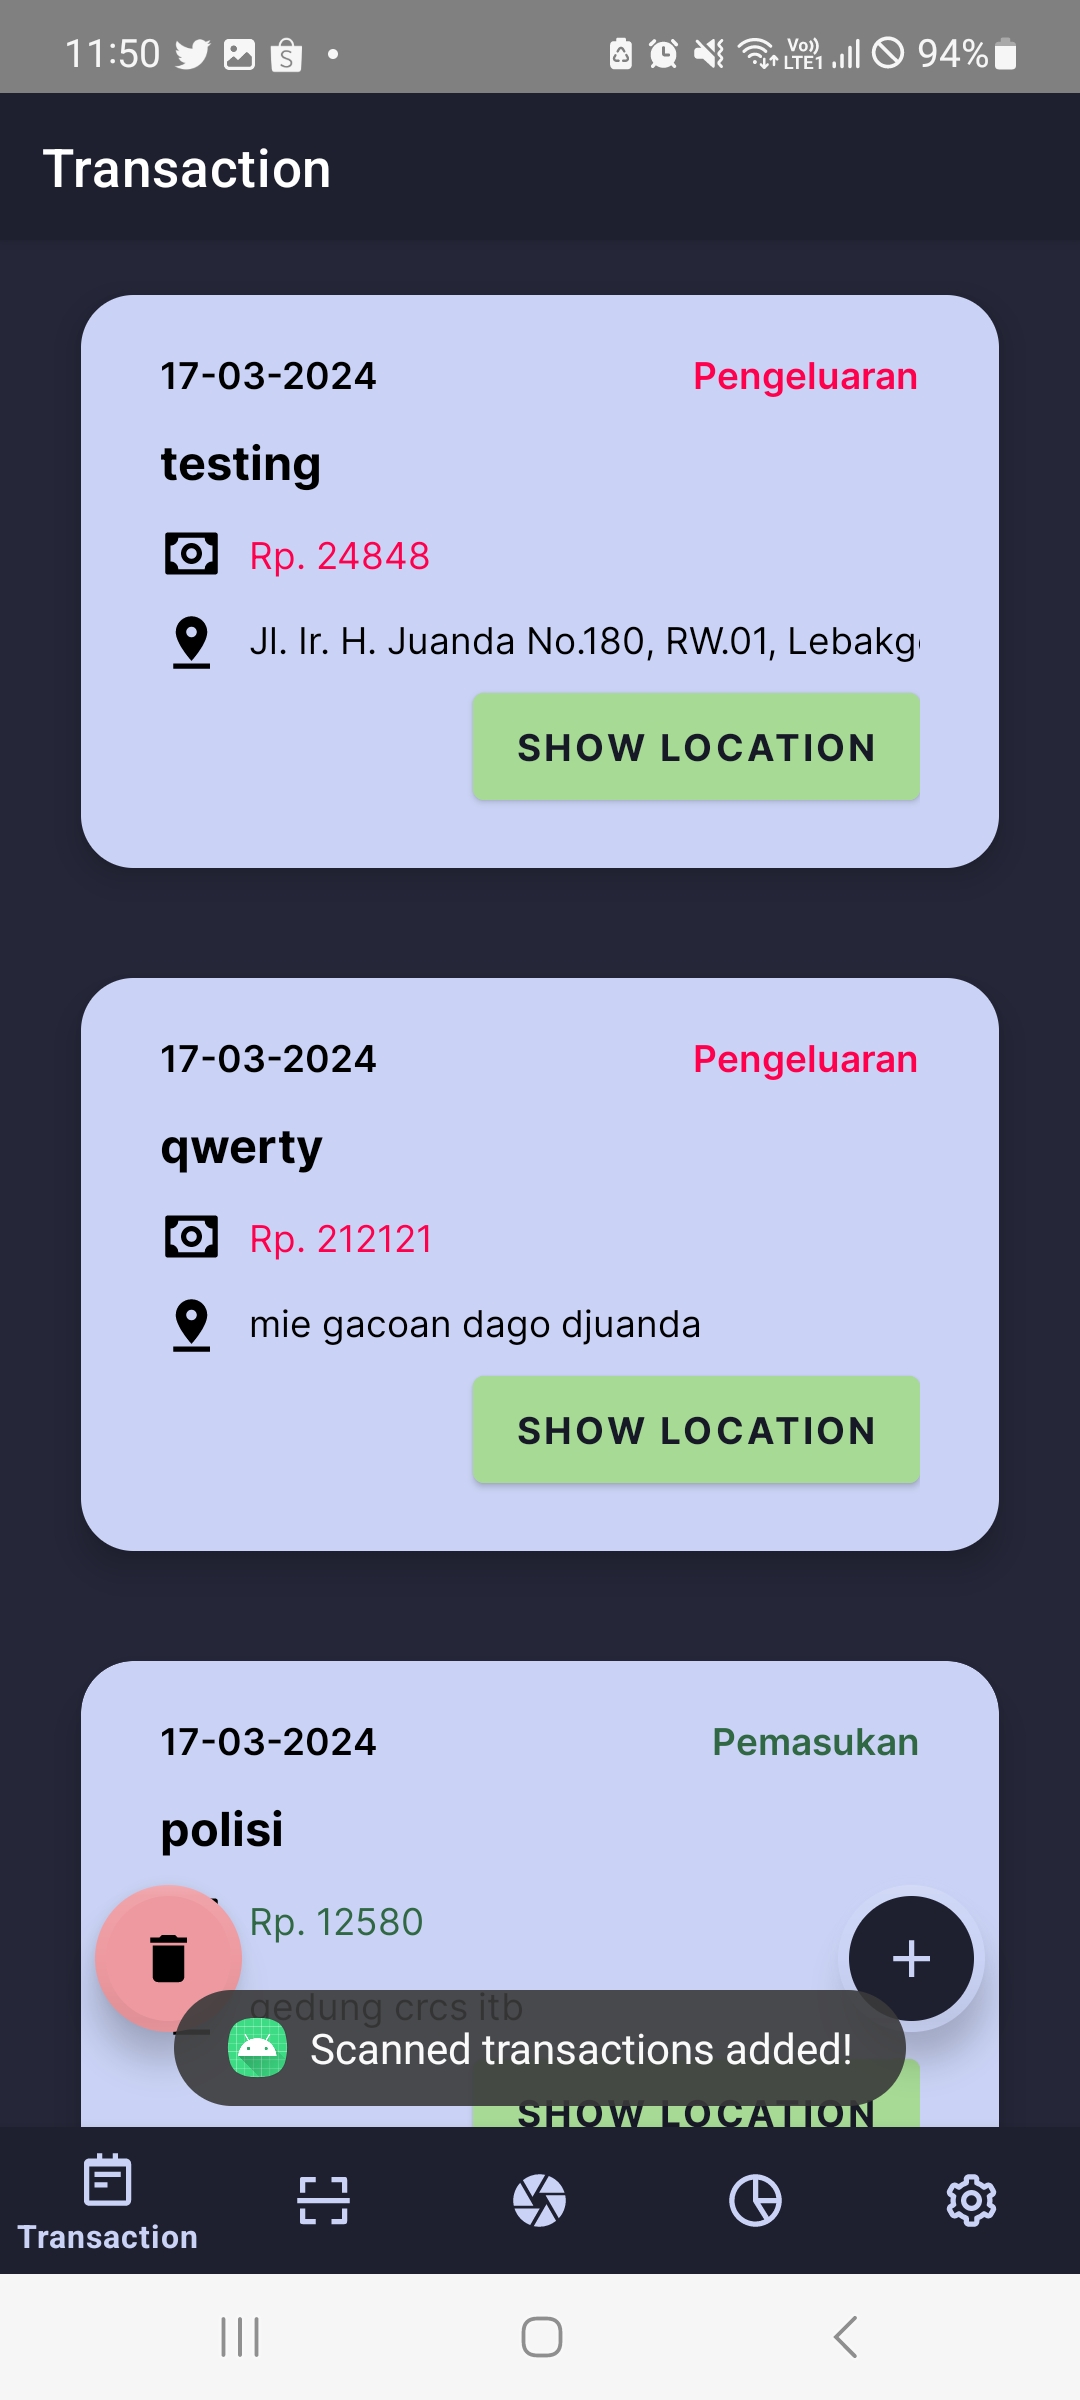 11:50
Vo))
LTE1
94%
Transaction
17-03-2024 Pengeluaran
testing
Rp. 24848
Jl. Ir. H. Juanda No.180, RW.01,
SHOW LOCATION
17-03-2024 Pengeluaran
qwerty
Rp. 212121
mie gacoan dago djuanda
SHOW LOCATION
17-03-2024 Pemasukan
polisi
Rp. 12580
gedung crcs itb
Scanned transactions added!
SHOW LOCATION
Transaction